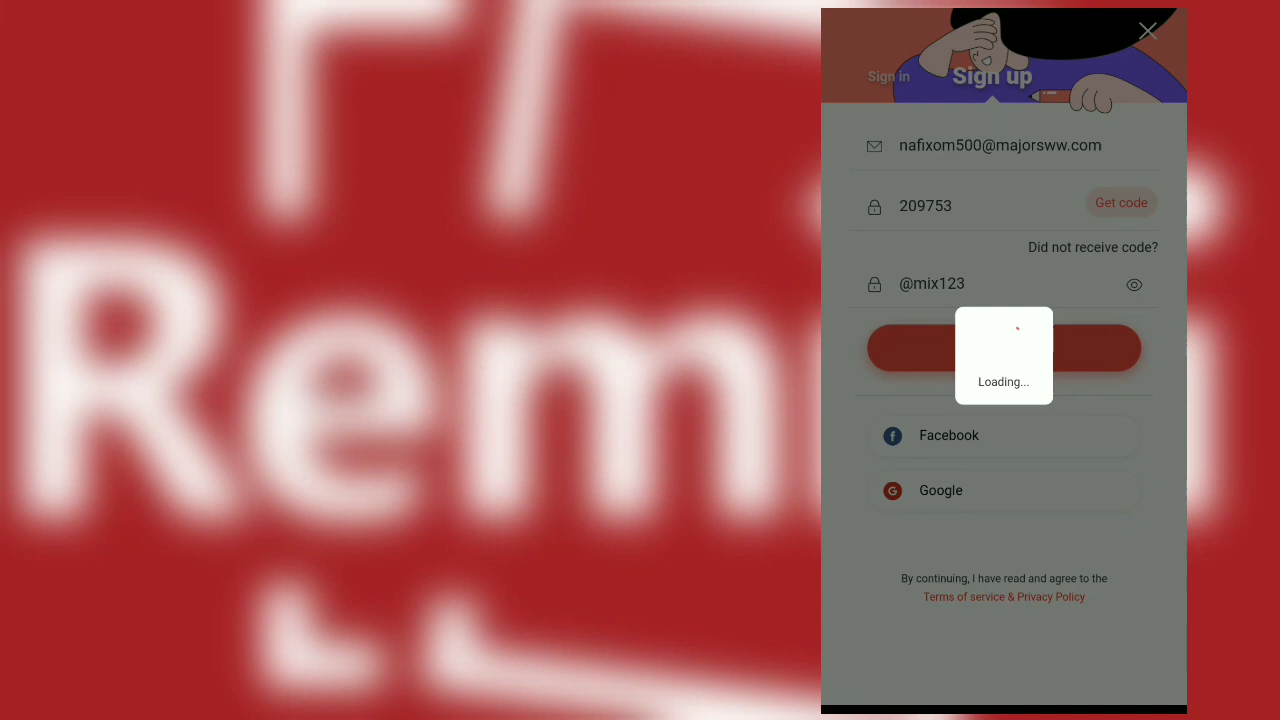 Rem
Sign in
Sign up
nafixom500@majorsww.com
209753
Get code
Did not receive code?
@mix123
Loading...
Facebook
Google
By continuing, I have read and agree to the
Terms of service & Privacy Policy